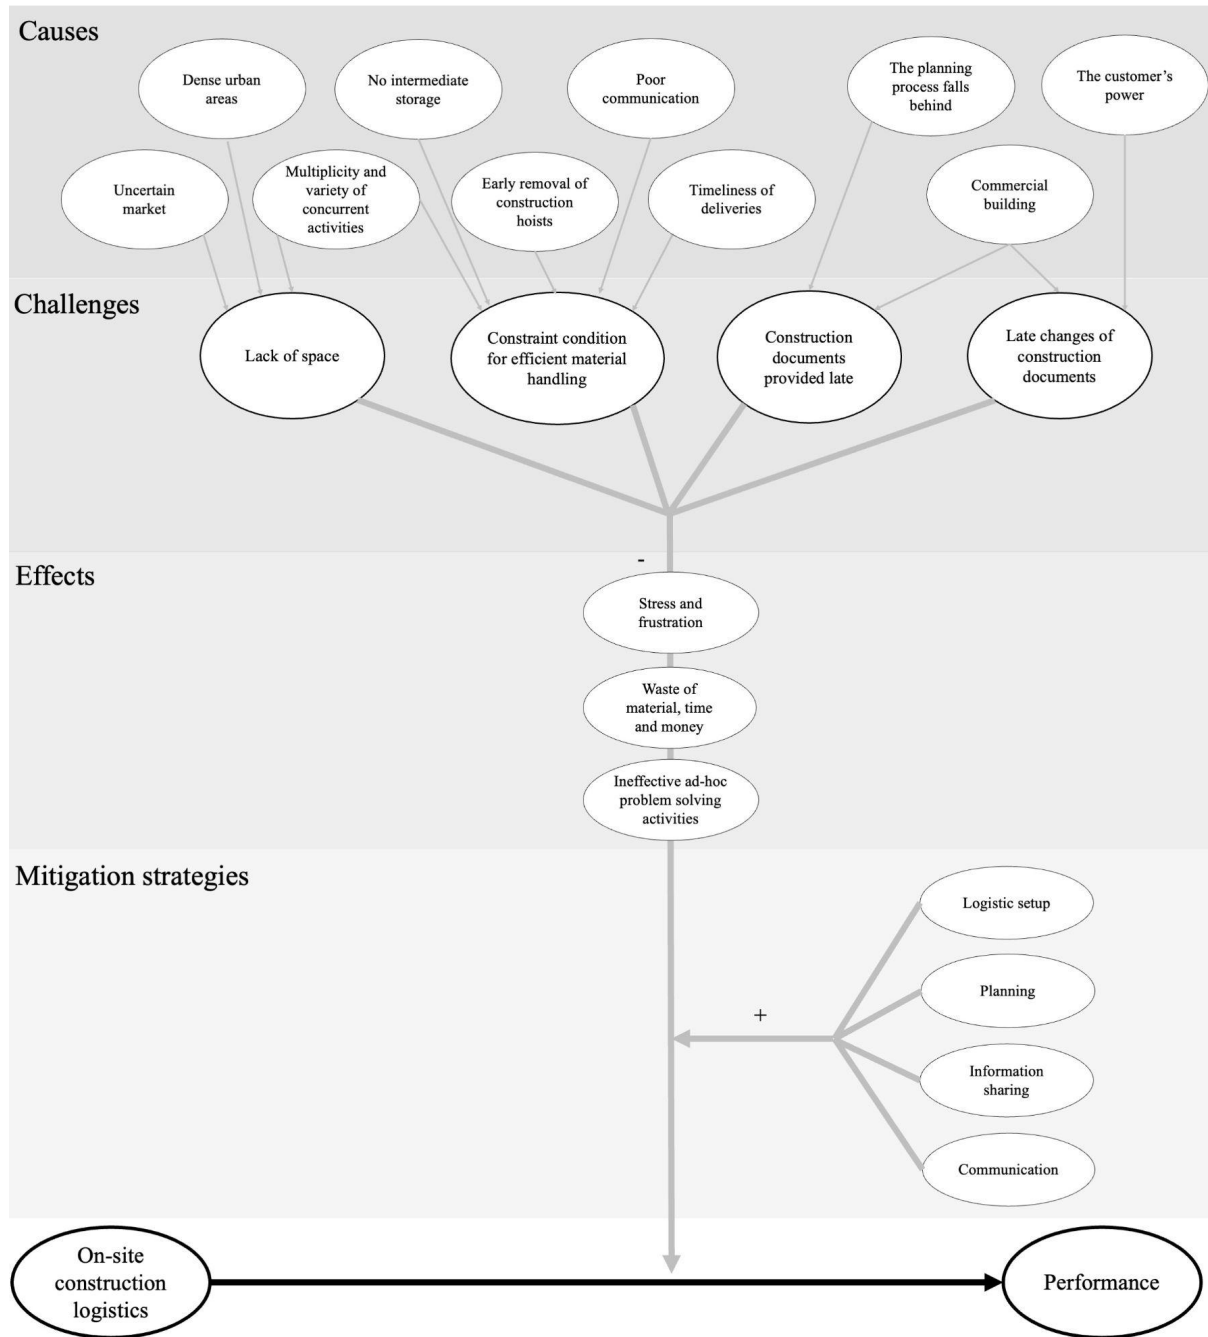 Causes
Dense urban
areas
No intermediate
storage
Poor
communication
The planning
process falls
behind
The customer’s
power
Uncertain
market
Multiplicity and
variety of
concurrent
activities
Early removal of
construction
hoists
Timeliness of
deliveries
Commercial
building
Challenges
Lack of space
Constraint condition
for efficient material
handling
Construction
documents
provided late
Late changes of
construction
documents
-
Effects
Stress and
frustration
Waste of
material, time
and money
Ineffective ad-hoc
problem solving
activities
Mitigation strategies
Logistic setup
Planning
+
Information
sharing
Communication
On-site
construction
logistics
Performance